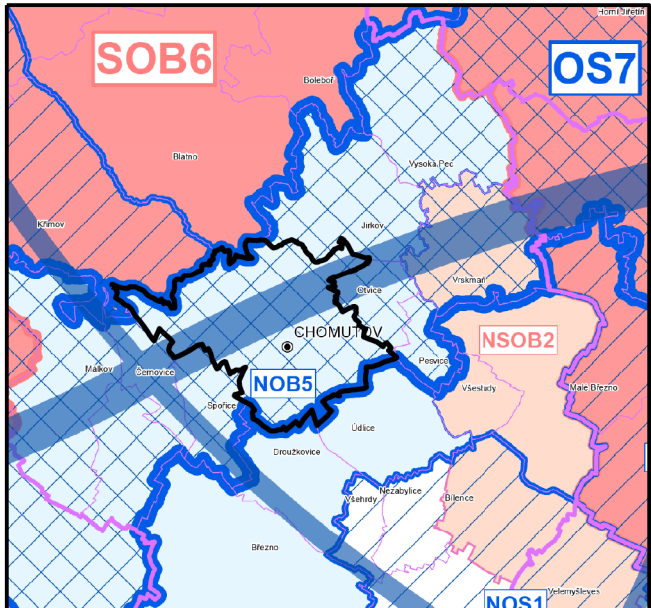 Horní Jiřetín
SOB6
OS7
Boleboř
Blatno
Vysoká Pec
Křimov
Jirkov
Vrskmaň
Otvice
CHOMUTOV
NSOB2
Pesvice
Málkov
Černovice
NOB5
Všestudy
Malé Březno
Spořice
Údlice
Droužkovice
Všehrdy
Nezabylice
Bílence
Březno
Velemyšleves
NOS1